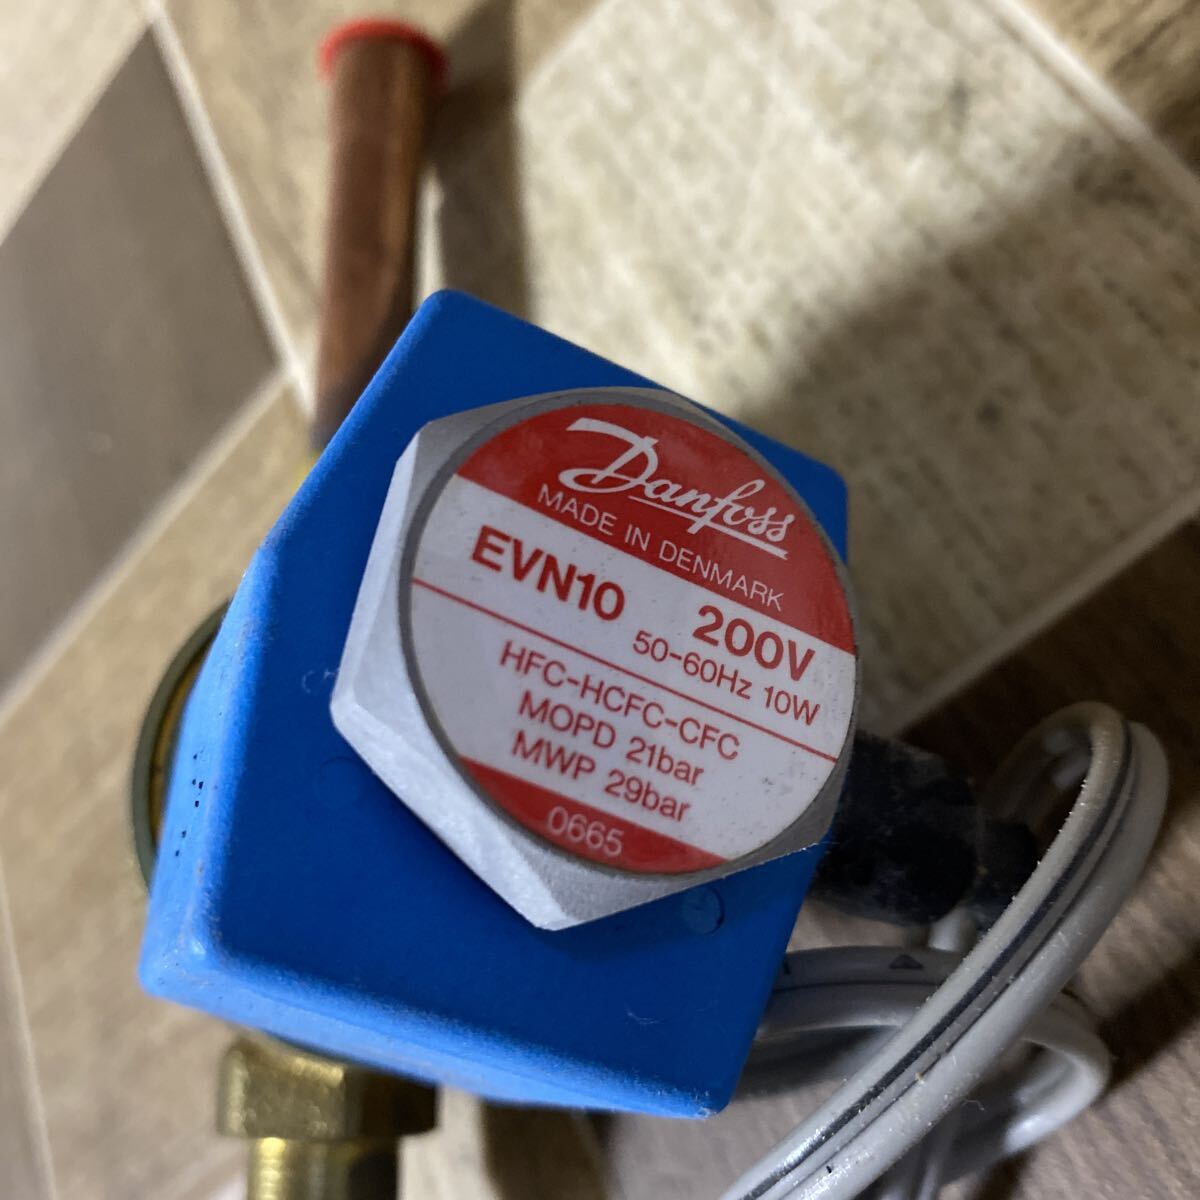 Danfoss
MADE IN DENMARK
EVN10 200V
50-60Hz 10W
HFC-HCFC-CFC
MOPD 21bar
MWP 29bar
0665